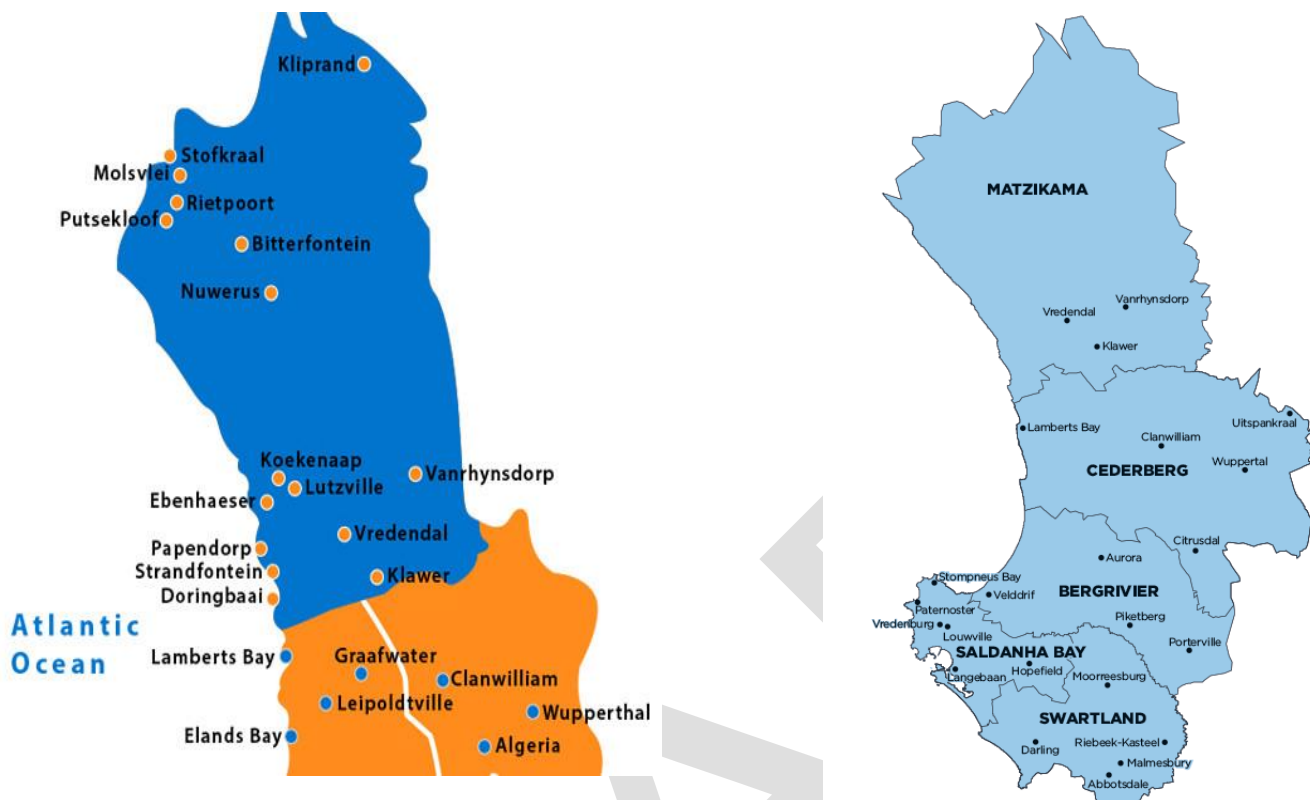 Kliprand
Stofkraal
Molsvlei
Rietpoort
Putsekloof
Bitterfontein
Nuwerus
Koekenaap
Vanrhynsdorp
Lutzville
Ebenhaeser
Vredendal
Papendorp
Strandfontein
Klawer
Doringbaai
Atlantic
Ocean
Lamberts Bay
Graafwater
Clanwilliam
Leipoldtville
Wupperthal
Elands Bay
Algeria
MATZIKAMA
Vanrhynsdorp
Vredendal
Klawer
Uitspankraal
Lamberts Bay
Clanwilliam
Wuppertal
CEDERBERG
Citrusdal
Aurora
Stompneus Bay
BERGRIVIER
Velddrif
Paternoster
Piketberg
Vredenburg
Louwville
Porterville
SALDANHA BAY
Hopefield
Langebaan
Moorreesburg
SWARTLAND
Darling
Riebeek-Kasteel
Malmesbury
Abbotsdale